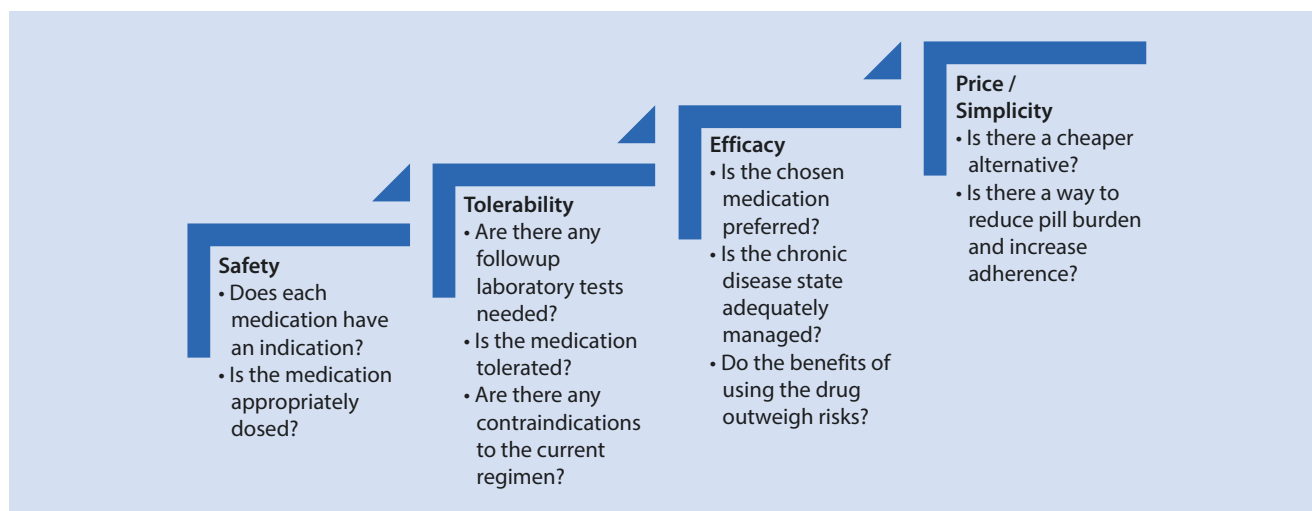 Safety
• Does each
medication have
an indication?
• Is the medication
appropriately
dosed?
Tolerability
• Are there any
followup
laboratory tests
needed?
• Is the medication
tolerated?
• Are there any
contraindications
to the current
regimen?
Efficacy
• Is the chosen
medication
preferred?
• Is the chronic
disease state
adequately
managed?
• Do the benefits of
using the drug
outweigh risks?
Price /
Simplicity
• Is there a cheaper
alternative?
• Is there a way to
reduce pill burden
and increase
adherence?